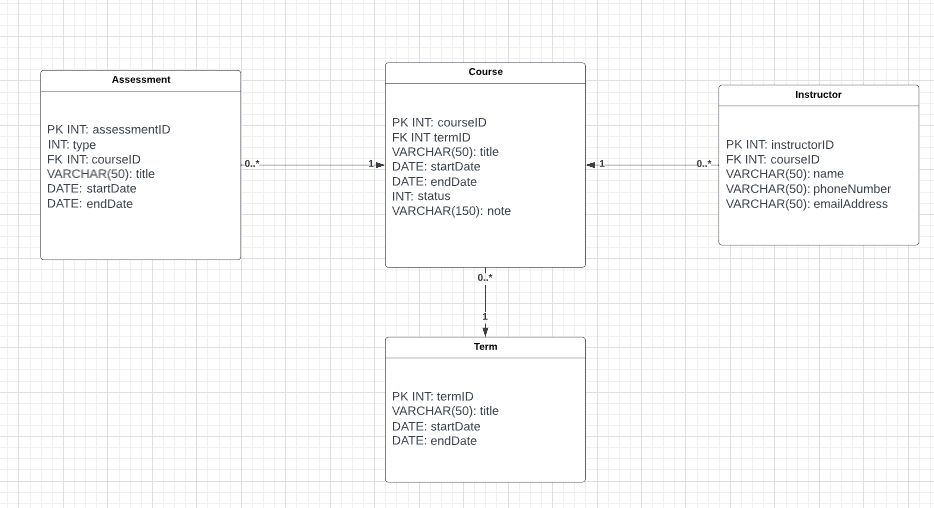 Assessment
PK INT: assessmentID
INT: type
FK INT: courseID
VARCHAR(50): title
DATE: startDate
DATE: endDate
0..*
1
Course
PK INT: courseID
FK INT termID
VARCHAR(50): title
DATE: startDate
DATE: endDate
INT: status
VARCHAR(150): note
1
0..*
Instructor
PK INT: instructorID
FK INT: courseID
VARCHAR(50): name
VARCHAR(50): phoneNumber
VARCHAR(50): emailAddress
0..*
1
Term
PK INT: termID
VARCHAR(50): title
DATE: startDate
DATE: endDate